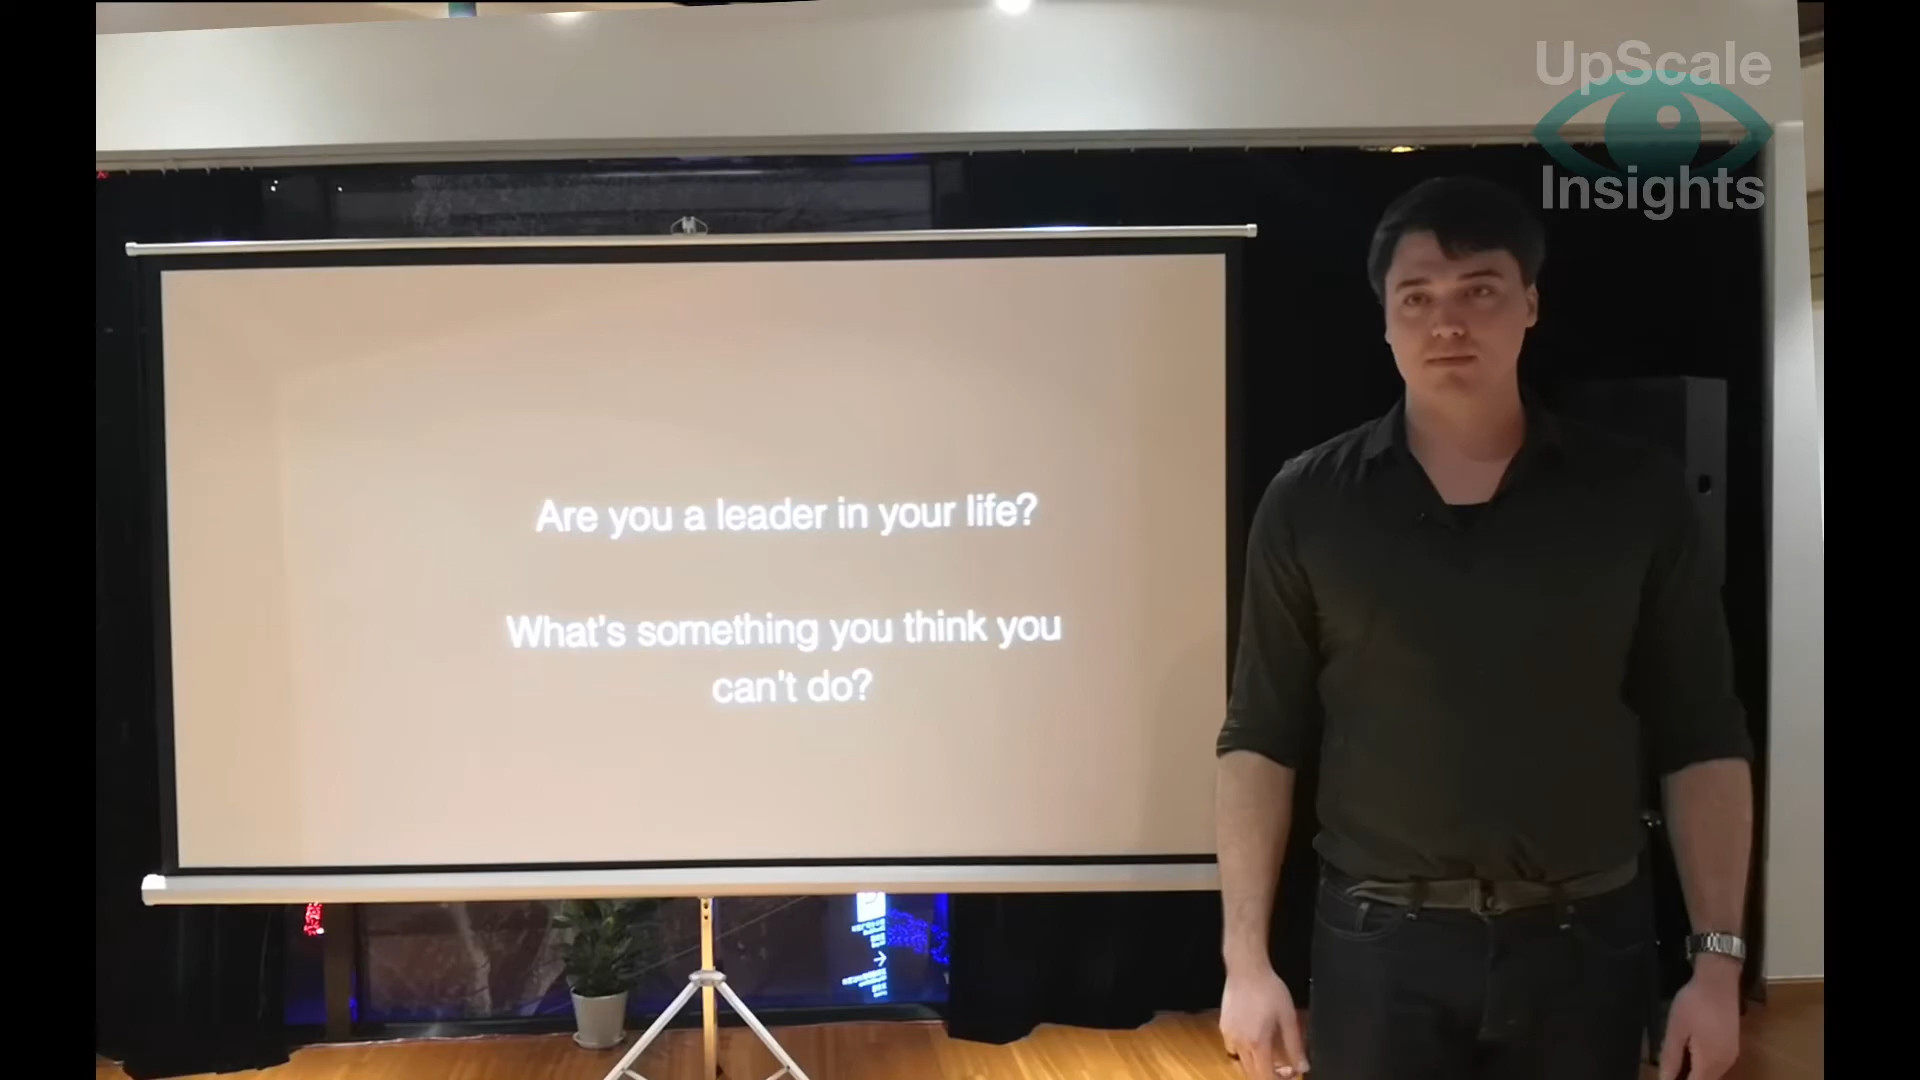 UpScale
Insights
Are you a leader in your life?
What's something you think you
can't do?